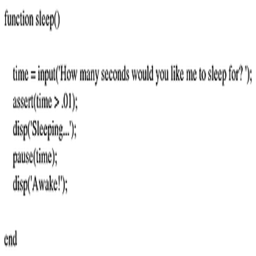 function sleep()
time = input('How many seconds would you like me to sleep for? ');
assert(time > .01);
disp('Sleeping...');
pause(time);
disp('Awake!');
end